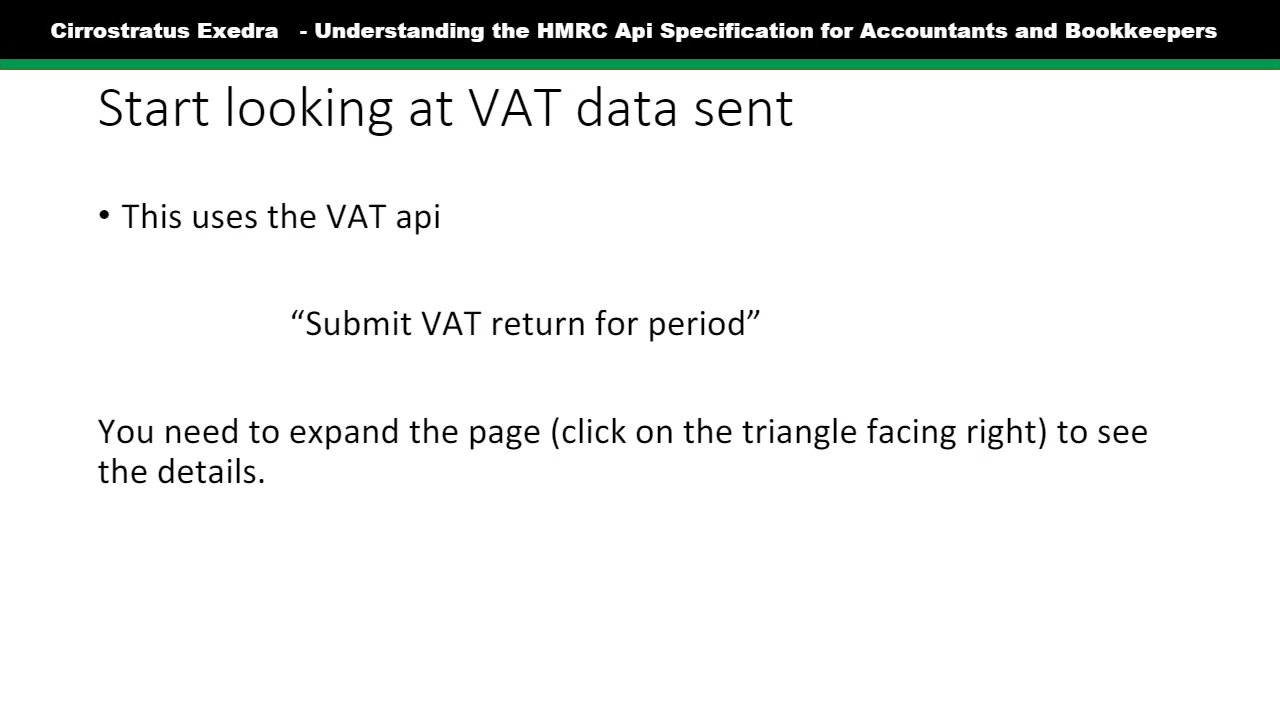 Cirrostratus Exedra - Understanding the HMRC Api Specification for Accountants and Bookkeepers
Start looking at VAT data sent
• This uses the VAT api
“Submit VAT return for period”
You need to expand the page (click on the triangle facing right) to see
the details.